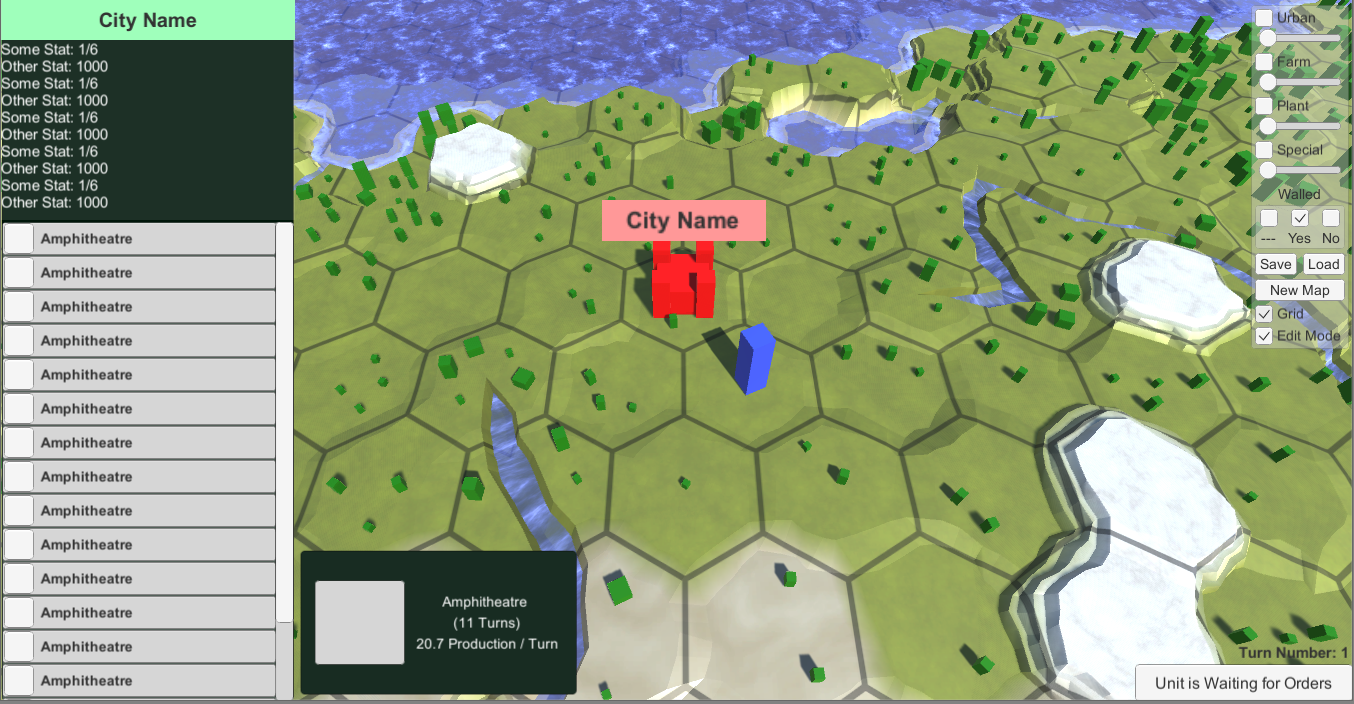 City Name
Some Stat: 1/6
Other Stat: 1000
Some Stat: 1/6
Other Stat: 1000
Some Stat: 1/6
Other Stat: 1000
Some Stat: 1/6
Other Stat: 1000
Some Stat: 1/6
Other Stat: 1000
Amphitheatre
Amphitheatre
Amphitheatre
Amphitheatre
Amphitheatre
Amphitheatre
Amphitheatre
Amphitheatre
Amphitheatre
Amphitheatre
Amphitheatre
Amphitheatre
Amphitheatre
Amphitheatre
City Name
Amphitheatre
(11 Turns)
20.7 Production / Turn
Urban
Farm
Plant
Special
Walled
--- Yes No
Save Load
New Map
Grid
Edit Mode
Turn Number: 1
Unit is Waiting for Orders